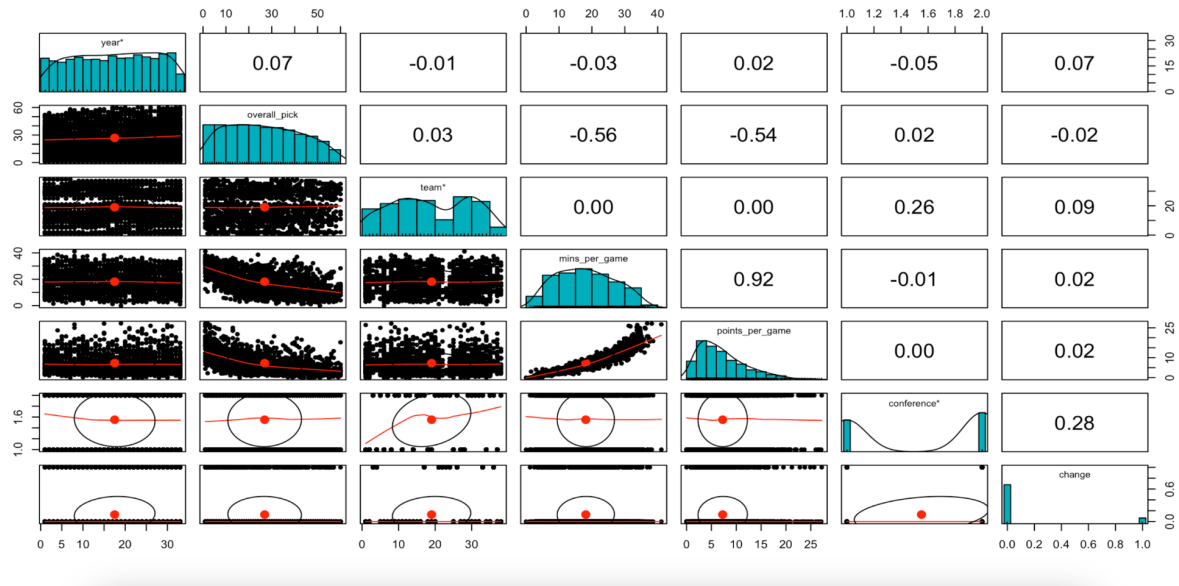 0 10 30 50 0 10 20 30 40 1.0 1.2 1.4 1.6 1.8 2.0
year*
0.07 -0.01 -0.03 0.02 -0.05 0.07
0 15 30
overall_pick
0 30 60
0.03 -0.56 -0.54 0.02 -0.02
team*
0.00 0.00 0.26 0.09
0 20
mins_per_game
0 20 40
0.92 -0.01 0.02
points_per_game
0.00 0.02
0 10 25
conference*
1.0 1.6
0.28
change
0.0 0.6
0 5 10 20 30 0 10 20 30 0 5 10 15 20 25 0.0 0.2 0.4 0.6 0.8 1.0